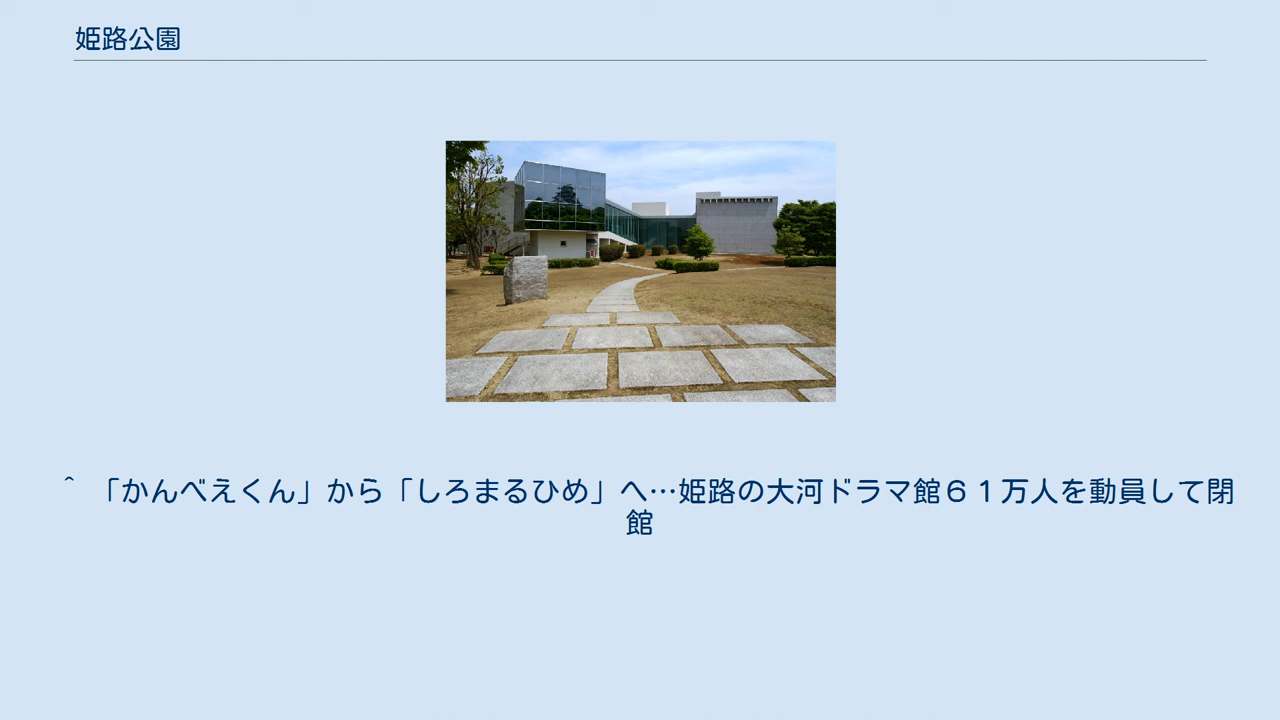 姫路公園
^ 「かんべえくん」から「しろまるひめ」へ…姫路の大河ドラマ館６１万人を動員して閉
館